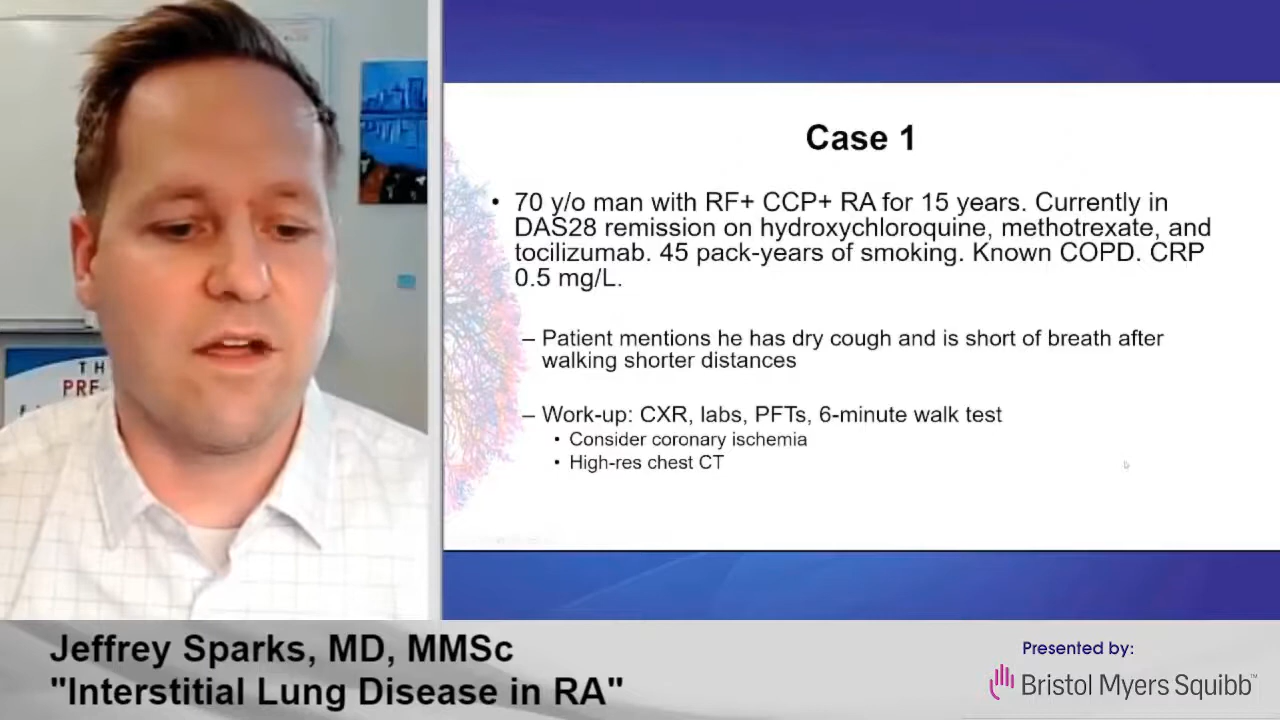 Case 1
• 70 y/o man with RF+ CCP+ RA for 15 years. Currently in
DAS28 remission on hydroxychloroquine, methotrexate, and
tocilizumab. 45 pack-years of smoking. Known COPD. CRP
0.5 mg/L.
– Patient mentions he has dry cough and is short of breath after
walking shorter distances
– Work-up: CXR, labs, PFTs, 6-minute walk test
• Consider coronary ischemia
• High-res chest CT
TH
PRE-
Jeffrey Sparks, MD, MMSc
"Interstitial Lung Disease in RA"
Presented by:
Bristol Myers Squibb™